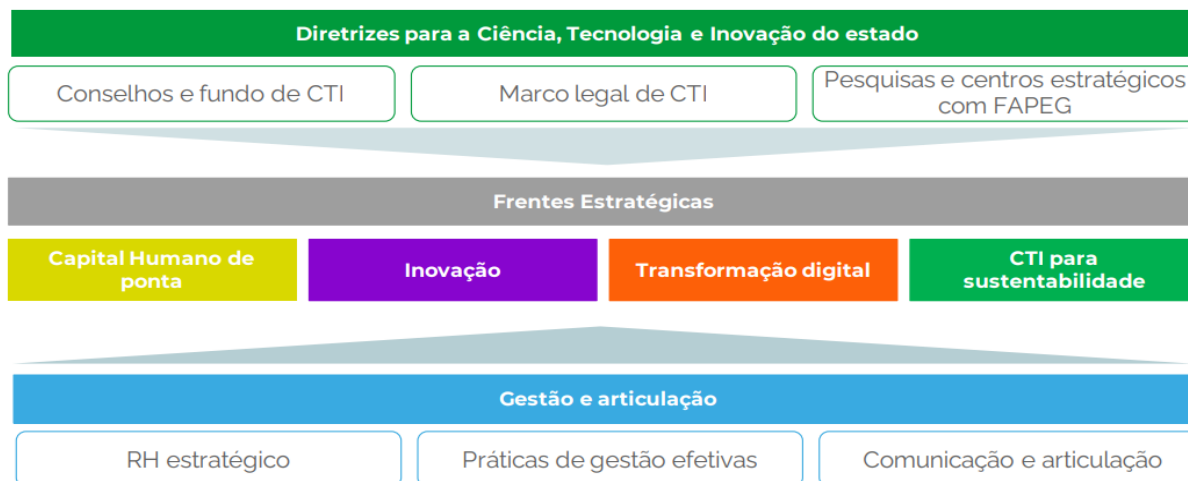 Diretrizes para a Ciência, Tecnologia e Inovação do estado
Conselhos e fundo de CTI
Marco legal de CTI
Pesquisas e centros estratégicos
com FAPEG
Frentes Estratégicas
Capital Humano de
ponta
Inovação
Transformação digital
CTI para
sustentabilidade
Gestão e articulação
RH estratégico
Práticas de gestão efetivas
Comunicação e articulação